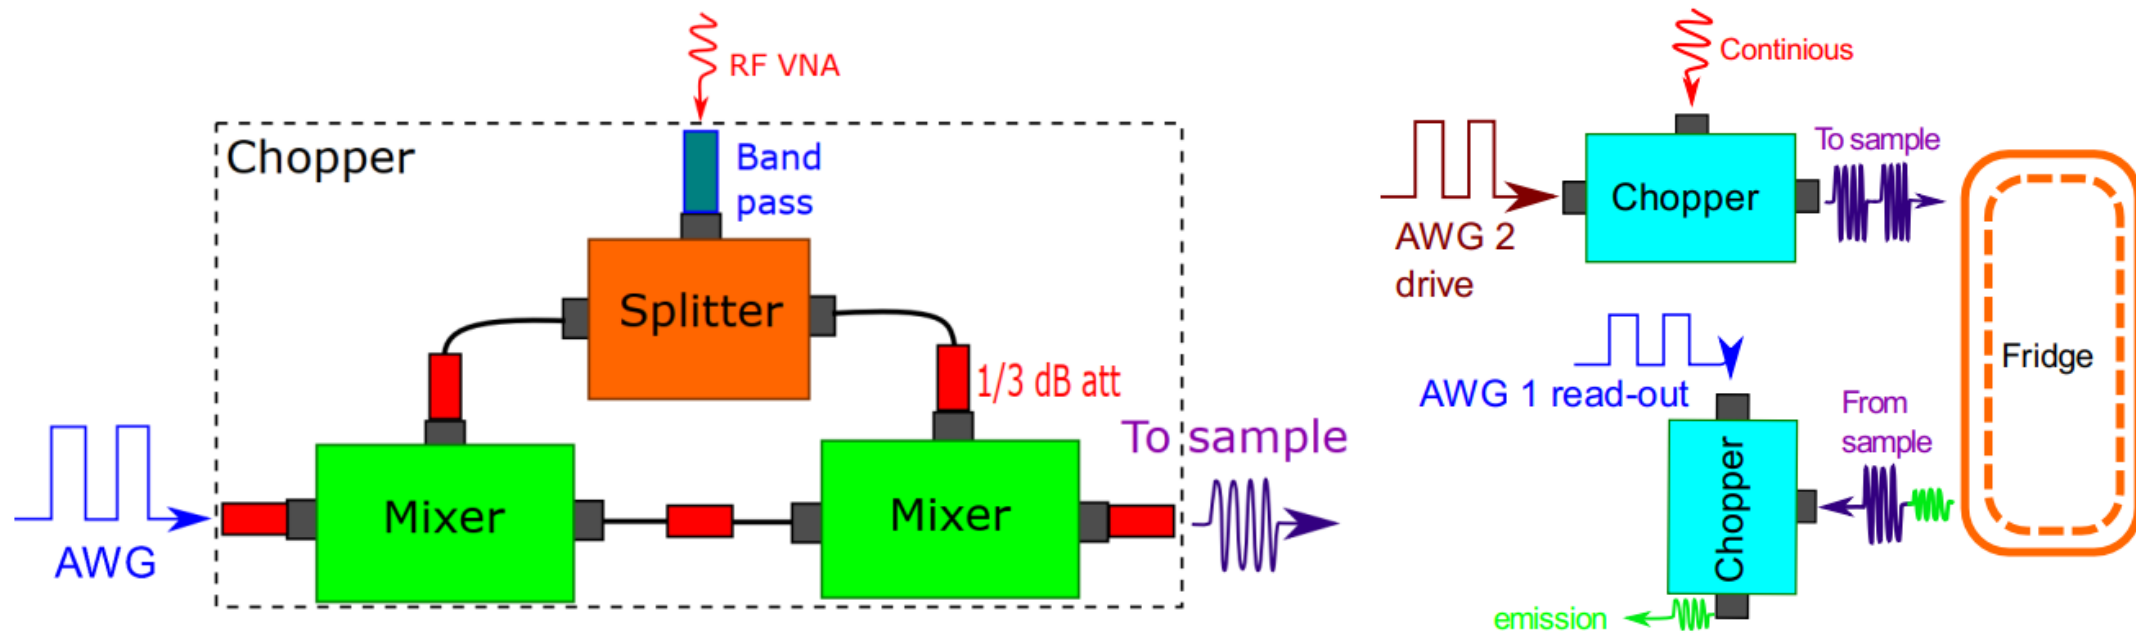 RF VNA
Chopper
Band
pass
Splitter
1/3 dB att
Mixer
Mixer
AWG
To sample
Continious
Chopper
To sample
AWG 2
drive
AWG 1 read-out
Chopper
From
sample
emission
Fridge